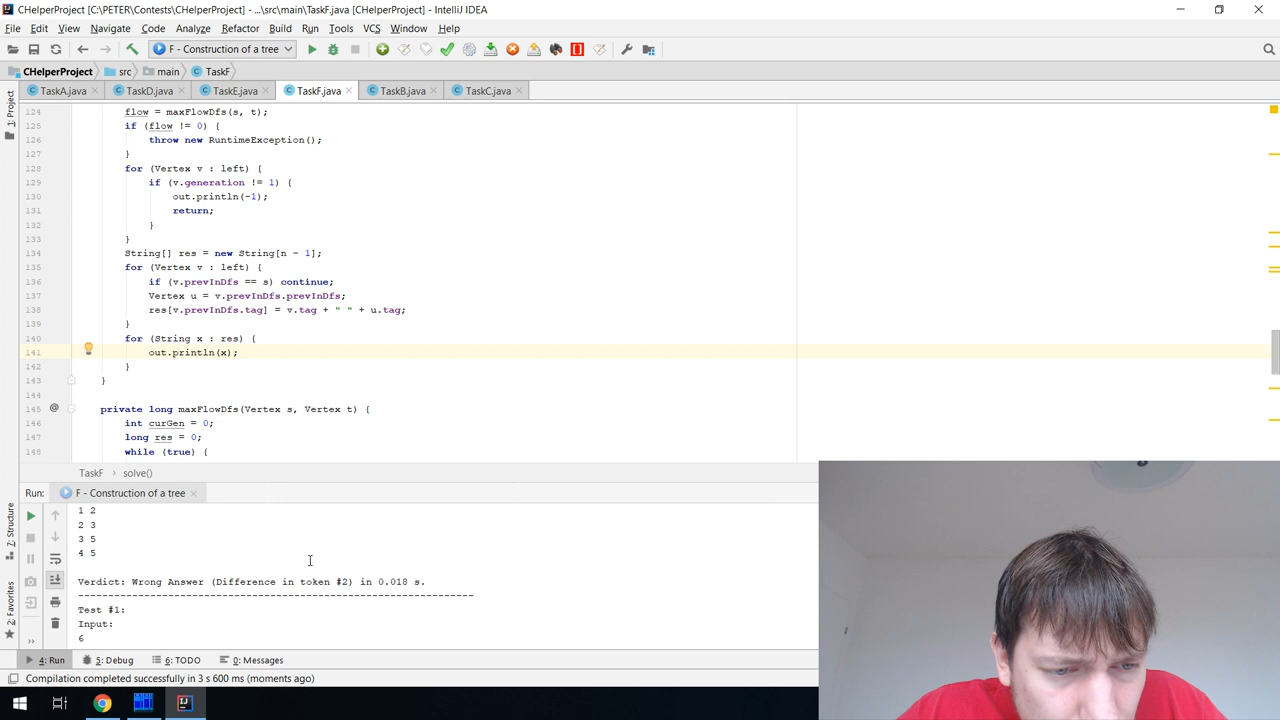 CHelperProject [C:\PETER\Contests\CHelperProject] - ...\src\main\TaskF.java [CHelperProject] - IntelliJ IDEA
File Edit View Navigate Code Analyze Refactor Build Run Tools VCS Window Help
F - Construction of a tree
CHelperProject src main TaskF
TaskA.java TaskD.java TaskE.java TaskF.java TaskB.java TaskC.java
1: Project
124 flow = maxFlowDfs(s, t);
125 if (flow != 0) {
126 throw new RuntimeException();
127 }
128 for (Vertex v : left) {
129 if (v.generation != 1) {
130 out.println(-1);
131 return;
132 }
133 }
134 String[] res = new String[n - 1];
135 for (Vertex v : left) {
136 if (v.prevInDfs == s) continue;
137 Vertex u = v.prevInDfs.prevInDfs;
138 res[v.prevInDfs.tag] = v.tag + " " + u.tag;
139 }
140 for (String x : res) {
141 out.println(x);
142 }
143 }
144
145 @ private long maxFlowDfs(Vertex s, Vertex t) {
146 int curGen = 0;
147 long res = 0;
148 while (true) {
TaskF solve()
Run: F - Construction of a tree
7: Structure
2: Favorites
1 2
2 3
3 5
4 5
Verdict: Wrong Answer (Difference in token #2) in 0.018 s.
------------------------------------------------------------------
Test #1:
Input:
6
4: Run 5: Debug 6: TODO 0: Messages
Compilation completed successfully in 3 s 600 ms (moments ago)